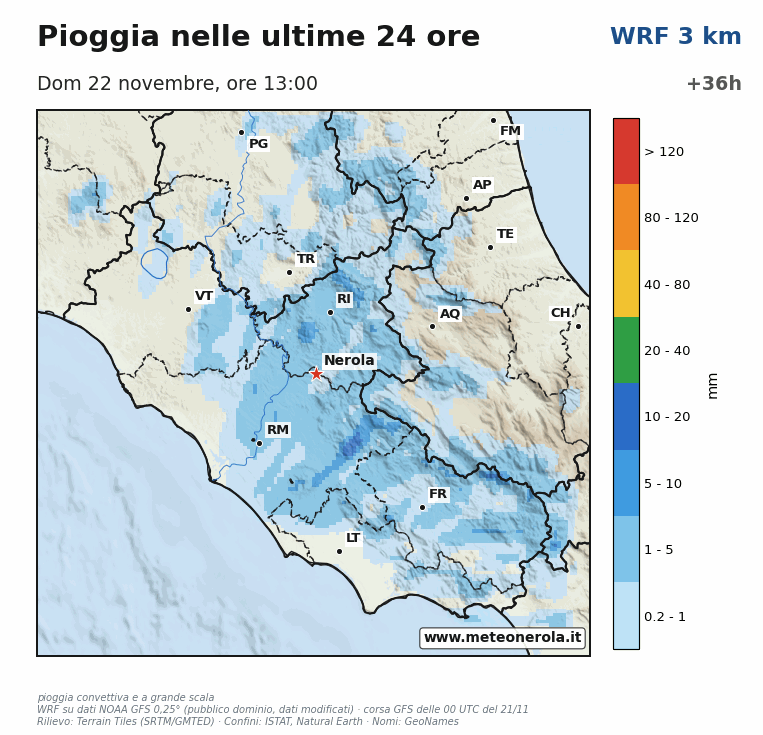 Pioggia nelle ultime 24 ore
WRF 3 km
Dom 22 novembre, ore 13:00
+36h
FM
PG
AP
TE
TR
VT
RI
AQ
CH
Nerola
RM
FR
LT
www.meteonerola.it
> 120
80 - 120
40 - 80
20 - 40
10 - 20
5 - 10
1 - 5
0.2 - 1
mm
pioggia convettiva e a grande scala
WRF su dati NOAA GFS 0,25° (pubblico dominio, dati modificati) · corsa GFS delle 00 UTC del 21/11
Rilievo: Terrain Tiles (SRTM/GMTED) · Confini: ISTAT, Natural Earth · Nomi: GeoNames